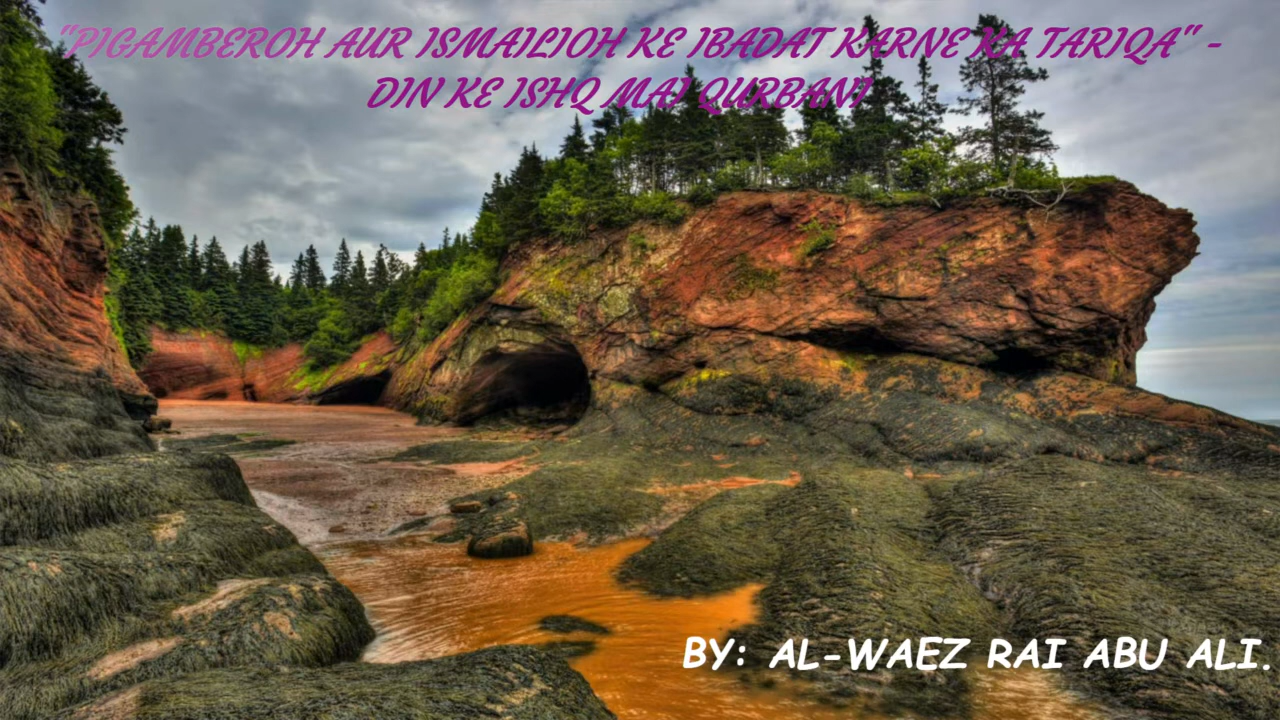 "PIGAMBEROH AUR ISMAILIOH KE IBADAT KARNE KA TARIQA" -
DIN KE ISHQ MAI QURBANI
BY: AL-WAEZ RAI ABU ALI.